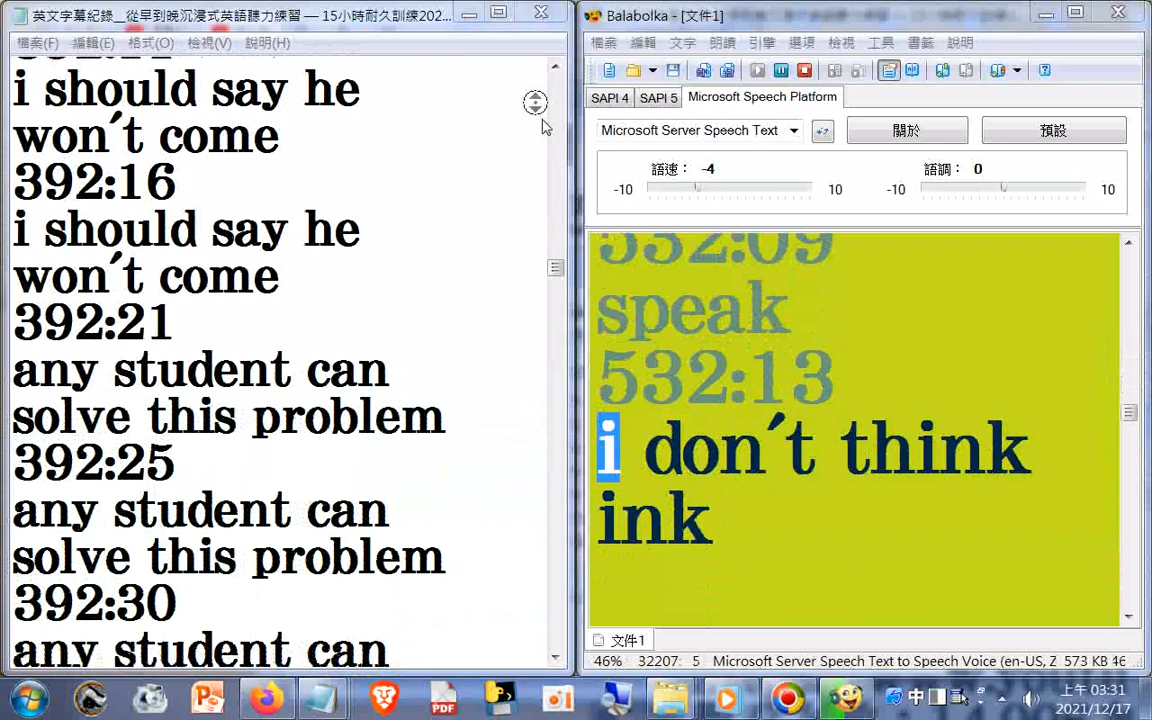 英文字幕紀錄__從早到晚沉浸式英語聽力練習 — 15小時耐久訓練202...
檔案(F) 編輯(E) 格式(O) 檢視(V) 說明(H)
i should say he
won't come
392:16
i should say he
won't come
392:21
any student can
solve this problem
392:25
any student can
solve this problem
392:30
any student can
Balabolka - [文件1]
檔案 編輯 文字 朗讀 引擎 選項 檢視 工具 書籤 說明
SAPI 4 SAPI 5 Microsoft Speech Platform
Microsoft Server Speech Text 關於 預設
語速： -4 語調： 0
-10 10 -10 10
532:09
speak
532:13
i don't think
ink
文件1
46% 32207: 5 Microsoft Server Speech Text to Speech Voice (en-US, Z 573 KB 46
中
上午 03:31
2021/12/17